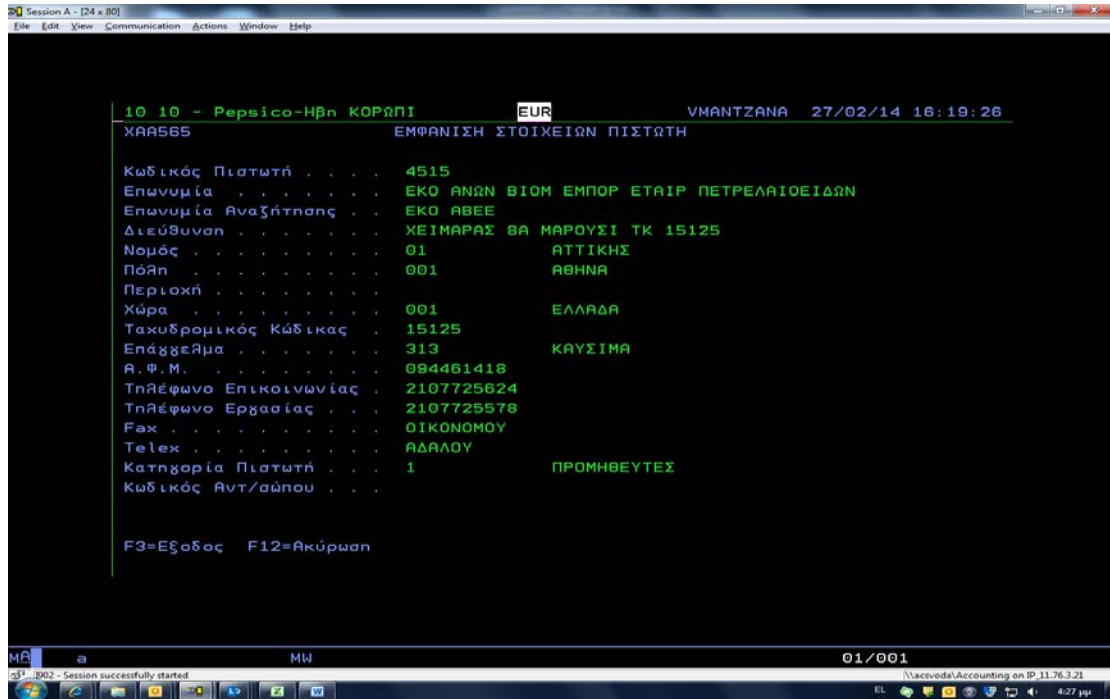 Session A - [24 x 80]
File Edit View Communication Actions Window Help
10 10 - Pepsico-Ηβη ΚΟΡΩΠΙ EUR VMANTZANA 27/02/14 16:19:26
XAA565 ΕΜΦΑΝΙΣΗ ΣΤΟΙΧΕΙΩΝ ΠΙΣΤΩΤΗ
Κωδικός Πιστωτή . . . . 4515
Επωνυμία . . . . . . . ΕΚΟ ΑΝΩΝ ΒΙΟΜ ΕΜΠΟΡ ΕΤΑΙΡ ΠΕΤΡΕΛΑΙΟΕΙΔΩΝ
Επωνυμία Αναζήτησης . . ΕΚΟ ΑΒΕΕ
Διεύθυνση . . . . . . . ΧΕΙΜΑΡΑΣ 8Α ΜΑΡΟΥΣΙ ΤΚ 15125
Νομός . . . . . . . . . 01 ΑΤΤΙΚΗΣ
Πόλη . . . . . . . . . 001 ΑΘΗΝΑ
Περιοχή . . . . . . . .
Χώρα . . . . . . . . . 001 ΕΛΛΑΔΑ
Ταχυδρομικός Κώδικας . 15125
Επάγγελμα . . . . . . . 313 ΚΑΥΣΙΜΑ
Α.Φ.Μ. . . . . . . . . 094461418
Τηλέφωνο Επικοινωνίας . 2107725624
Τηλέφωνο Εργασίας . . . 2107725578
Fax . . . . . . . . . . ΟΙΚΟΝΟΜΟΥ
Telex . . . . . . . . . ΑΔΑΛΟΥ
Κατηγορία Πιστωτή . . . 1 ΠΡΟΜΗΘΕΥΤΕΣ
Κωδικός Αντ/σώπου . . .
F3=Εξοδος F12=Ακύρωση
MA a MW 01/001
I902 - Session successfully started \\acsvoda\Accounting on IP_11.76.3.21
EL 4:27 μμ